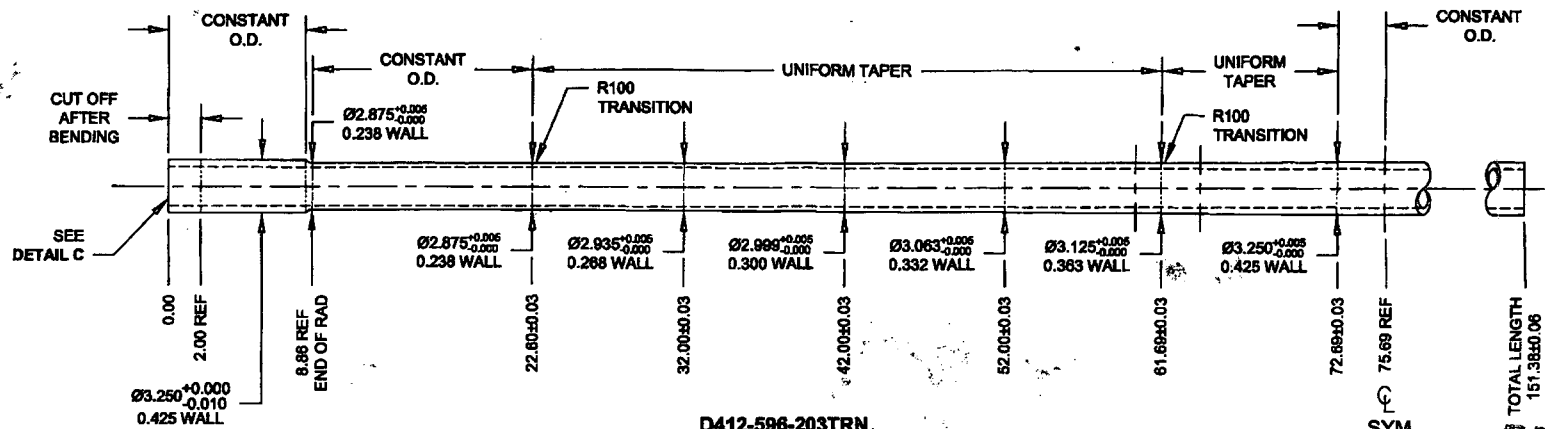 CONSTANT
O.D.
CONSTANT
O.D.
CONSTANT
O.D.
UNIFORM TAPER
UNIFORM
TAPER
R100
TRANSITION
R100
TRANSITION
CUT OFF
AFTER
BENDING
Ø2.875 +0.005 -0.000
0.238 WALL
SEE
DETAIL C
Ø2.875 +0.005 -0.000
0.238 WALL
Ø2.935 +0.005 -0.000
0.268 WALL
Ø2.999 +0.005 -0.000
0.300 WALL
Ø3.063 +0.005 -0.000
0.332 WALL
Ø3.125 +0.005 -0.000
0.363 WALL
Ø3.250 +0.005 -0.000
0.425 WALL
0.00
2.00 REF
8.86 REF
END OF RAD
22.60±0.03
32.00±0.03
42.00±0.03
52.00±0.03
61.69±0.03
72.69±0.03
75.69 REF
TOTAL LENGTH
151.38±0.06
Ø3.250 +0.000 -0.010
0.425 WALL
D412-596-203TRN
SYM